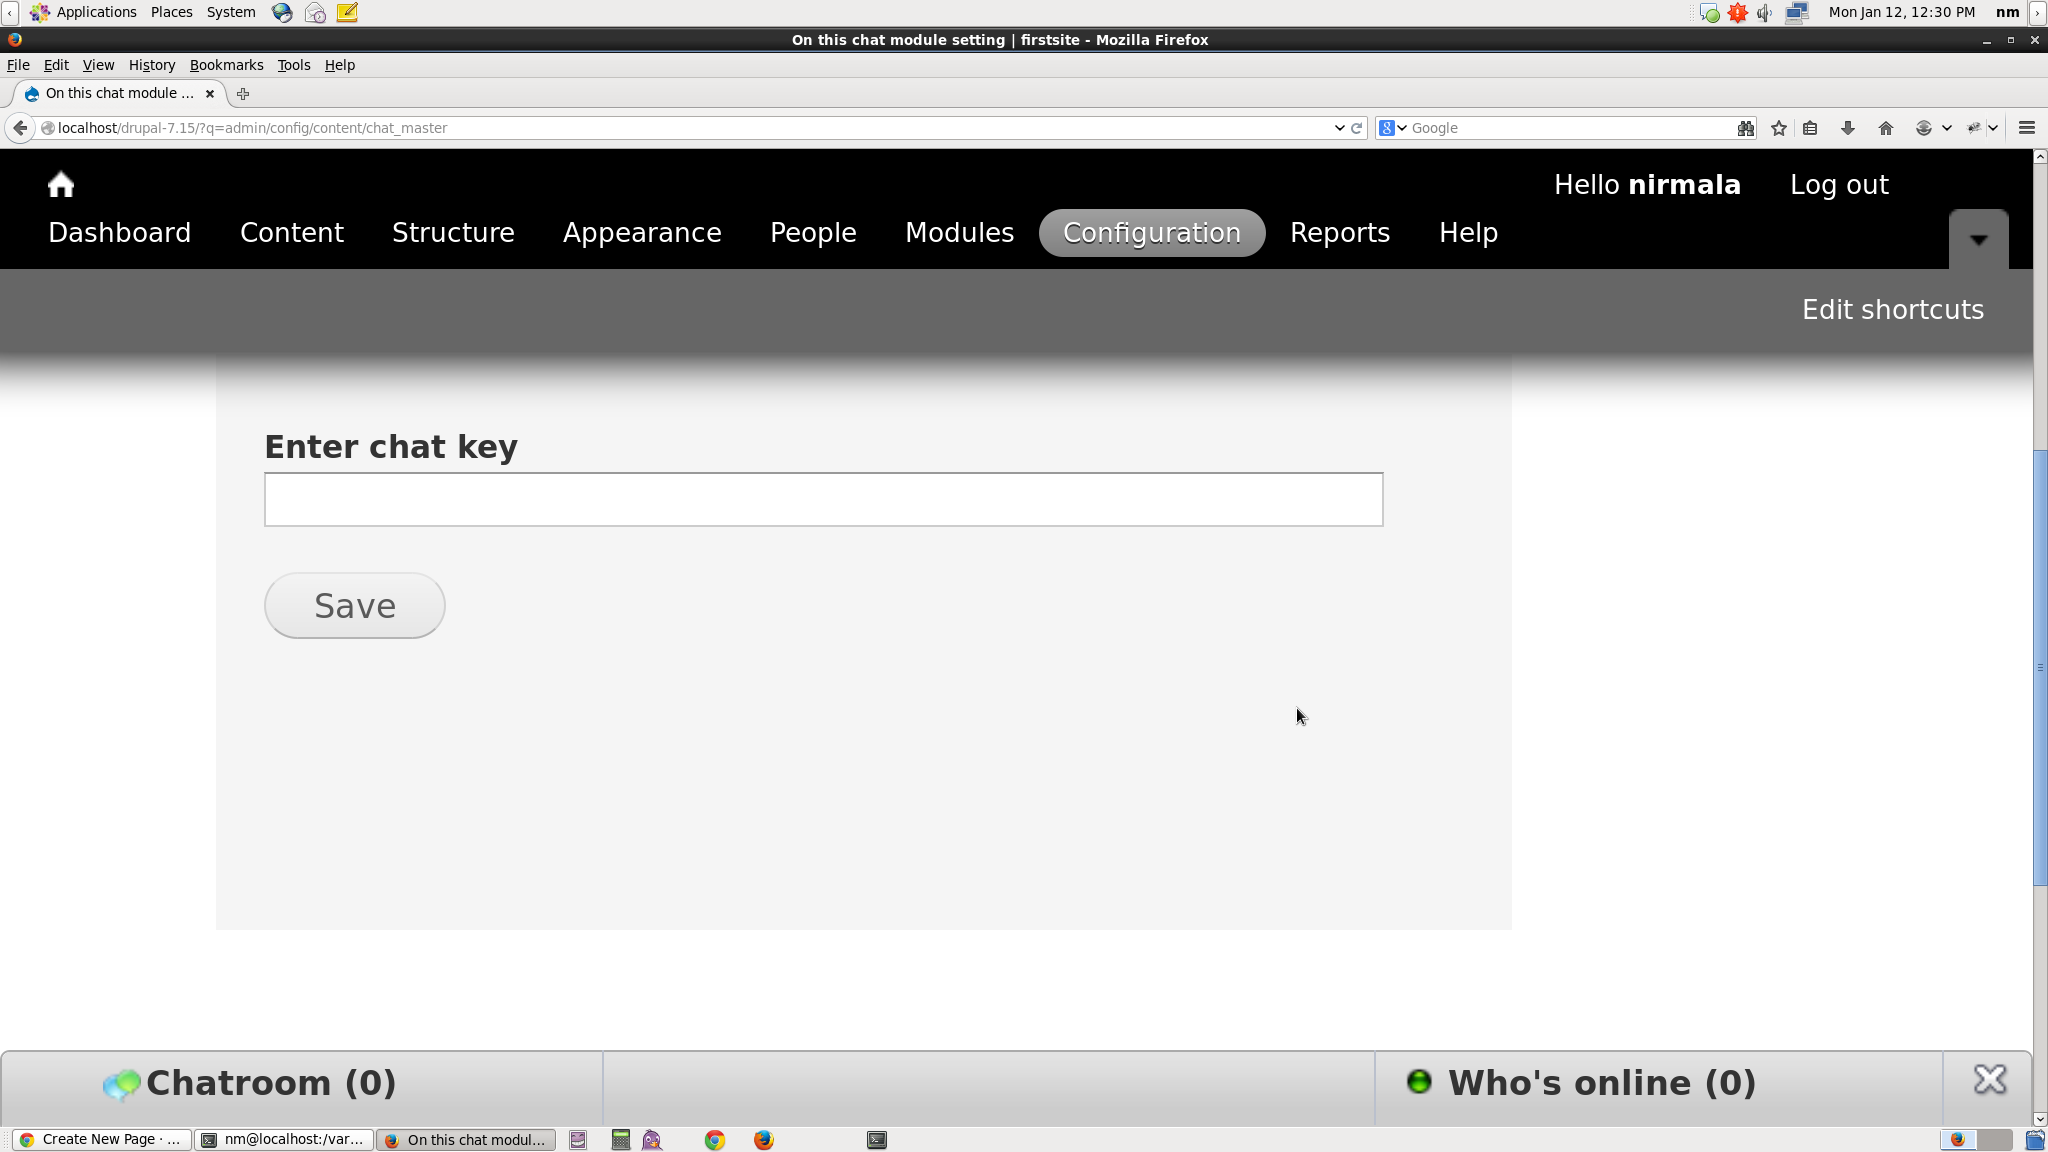 Applications Places System Mon Jan 12, 12:30 PM nm
On this chat module setting | firstsite - Mozilla Firefox
File Edit View History Bookmarks Tools Help
On this chat module ...
localhost/drupal-7.15/?q=admin/config/content/chat_master Google
Hello nirmala Log out
Dashboard Content Structure Appearance People Modules Configuration Reports Help
Edit shortcuts
Enter chat key
Save
Chatroom (0) Who's online (0)
Create New Page · ... nm@localhost:/var... On this chat modul...